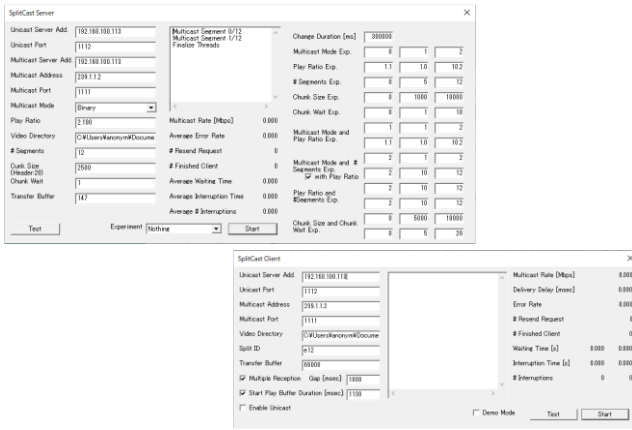 SplitCast Server
Unicast Server Add. 192.168.100.113
Unicast Port 1112
Multicast Server Add. 192.168.100.113
Multicast Address 239.1.1.2
Multicast Port 1111
Multicast Mode Binary
Play Ratio 2.100
Video Directory C:¥Users¥anonym¥Docume
# Segments 12
Cunk Size (Header:28) 2500
Chunk Wait 1
Transfer Buffer 147
Test
Experiment Nothing
Start
Multicast Segment 0/12
Multicast Segment 1/12
Finalize Threads
Multicast Rate [Mbps] 0.000
Average Error Rate 0.000
# Resend Request 0
# Finished Client 0
Average Waiting Time 0.000
Average Interruption Time 0.000
Average # Interruptions 0.000
Change Duration [ms] 300000
Multicast Mode Exp. 0 1 2
Play Ratio Exp. 1.1 1.0 10.2
# Segments Exp. 0 5 12
Chunk Size Exp. 0 1000 10000
Chunk Wait Exp. 0 1 10
Multicast Mode and Play Ratio Exp. 1 1 2
1.1 1.0 10.2
Multicast Mode and # Segments Exp. 2 1 2
with Play Ratio 2 10 12
Play Ratio and #Segments Exp. 2 10 12
2 10 12
Chunk Size and Chunk Wait Exp. 0 5000 10000
0 5 20
SplitCast Client
Unicast Server Add. 192.168.100.113
Unicast Port 1112
Multicast Address 239.1.1.2
Multicast Port 1111
Video Directory C:¥Users¥anonym¥Docume
Split ID e12
Transfer Buffer 66000
Multiple Reception Gap [msec] 1000
Start Play Buffer Duration [msec] 1100
Enable Unicast
Multicast Rate [Mbps] 0.000
Delivery Delay [msec] 0.000
Error Rate 0.000
# Resend Request 0
# Finished Client 0
Waiting Time [s] 0.000 0.000
Interruption Time [s] 0.000 0.000
# Interruptions 0 0
Demo Mode
Test
Start